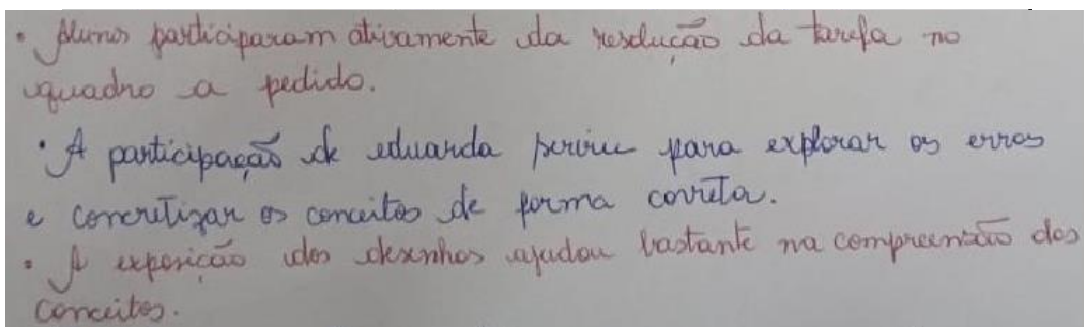 • Alunos participaram ativamente da resolução da tarefa no
quadro a pedido.
• A participação de eduarda serviu para explorar os erros
e concretizar os conceitos de forma correta.
• A exposição dos desenhos ajudou bastante na compreensão dos
conceitos.